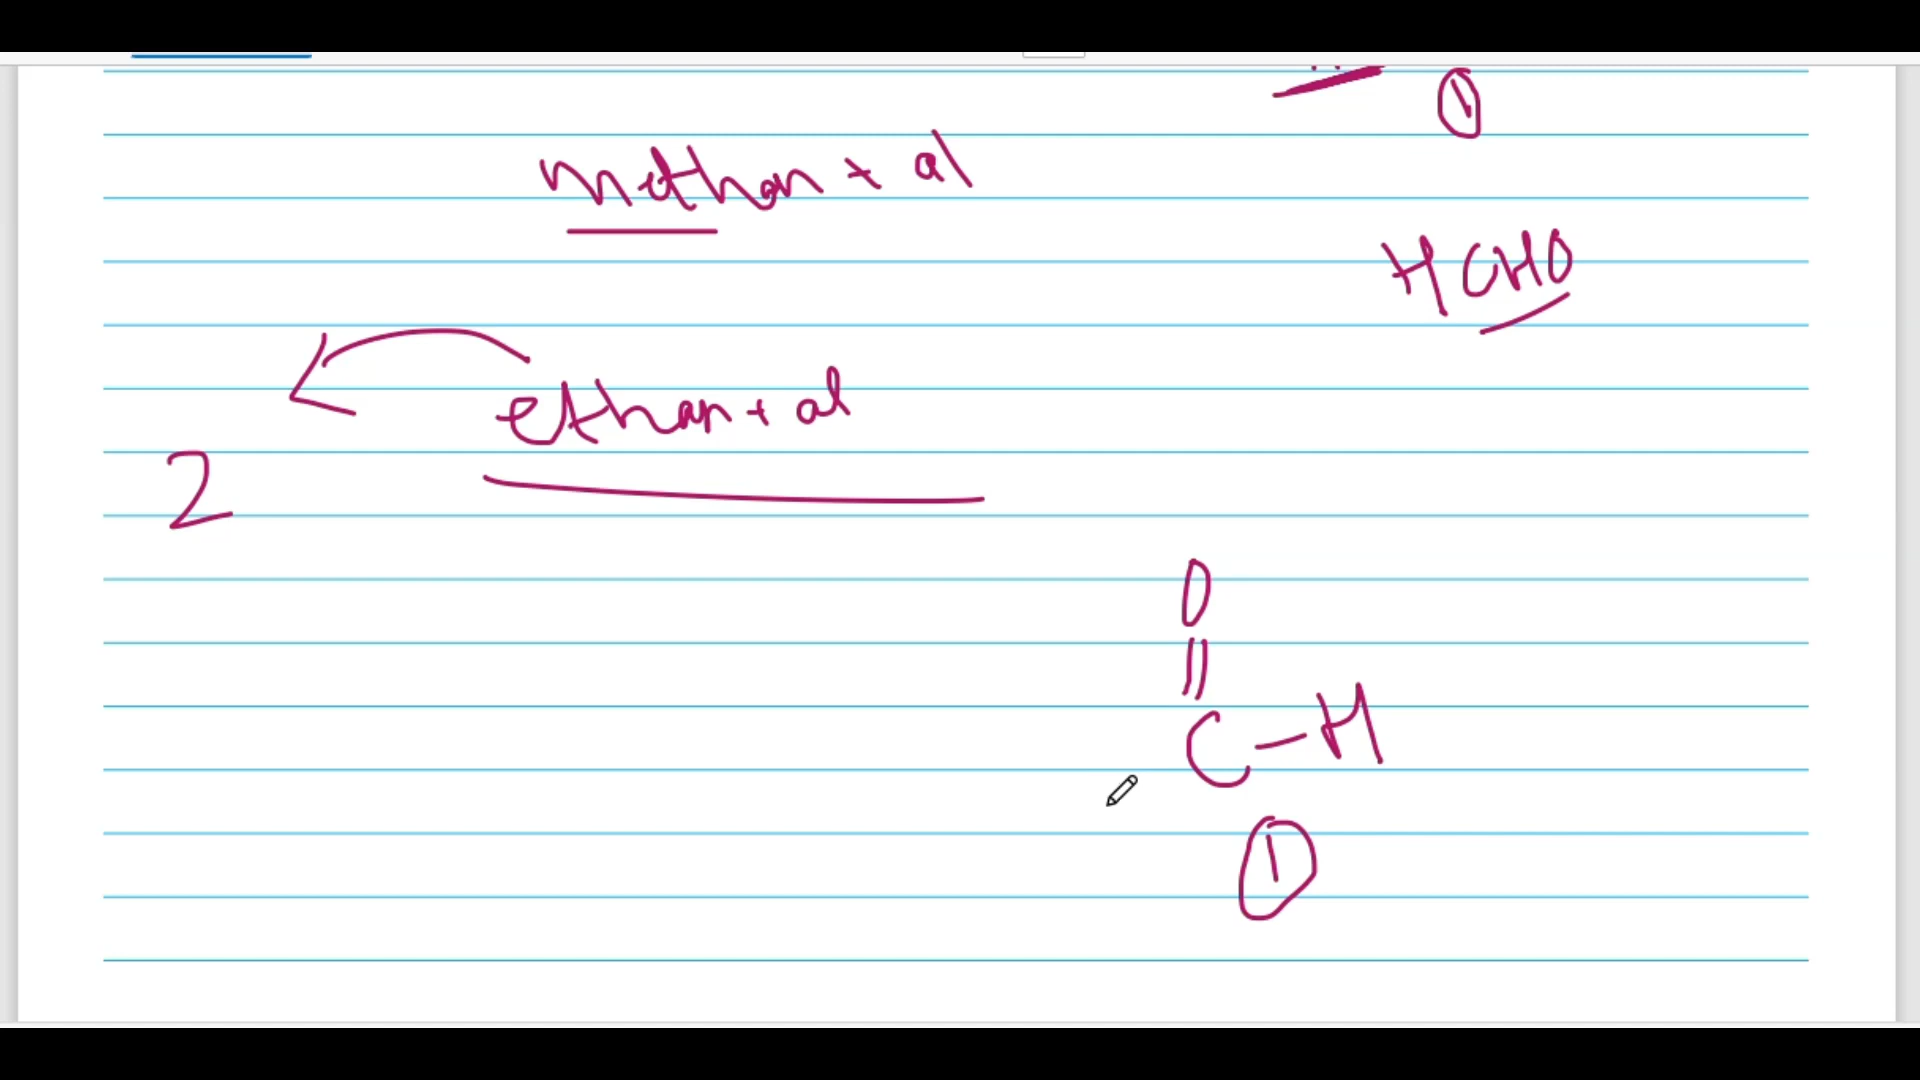 1
methan + al
HCHO
ethan + al
2
O
||
C-H
1